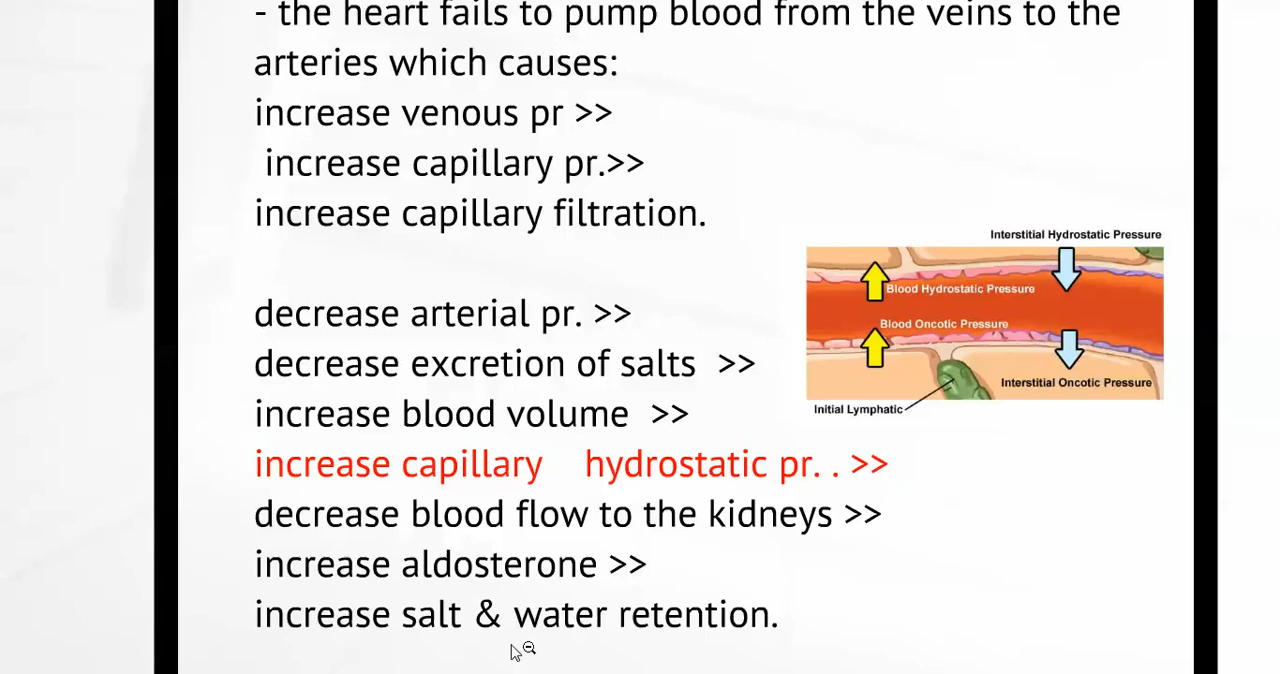 - the heart fails to pump blood from the veins to the
arteries which causes:
increase venous pr >>
increase capillary pr.>>
increase capillary filtration.
decrease arterial pr. >>
decrease excretion of salts >>
increase blood volume >>
increase capillary hydrostatic pr. . >>
decrease blood flow to the kidneys >>
increase aldosterone >>
increase salt & water retention.
Interstitial Hydrostatic Pressure
Blood Hydrostatic Pressure
Blood Oncotic Pressure
Interstitial Oncotic Pressure
Initial Lymphatic